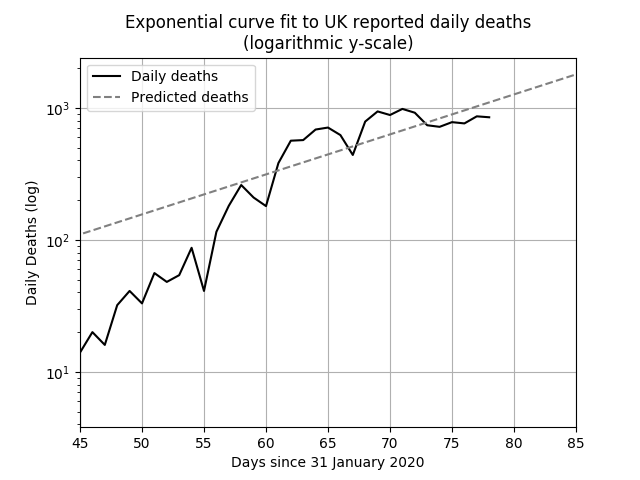 Exponential curve fit to UK reported daily deaths
(logarithmic y-scale)
Daily deaths
Predicted deaths
10³
10²
10¹
Daily Deaths (log)
45 50 55 60 65 70 75 80 85
Days since 31 January 2020